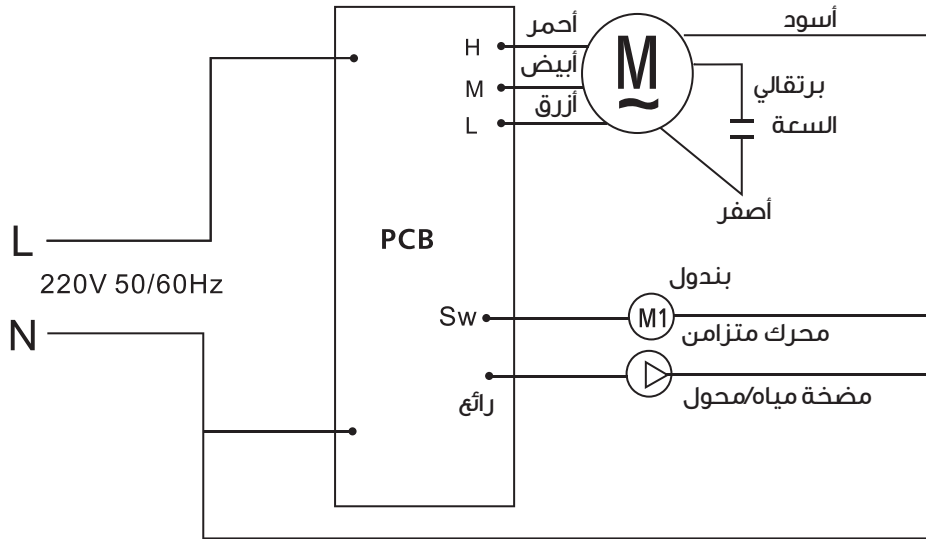 أسود
H
أحمر
M
أبيض
L
أزرق
M
~
برتقالي
السعة
أصفر
PCB
L
220V 50/60Hz
N
بندول
Sw
M1
محرك متزامن
رائع
مضخة مياه/محول